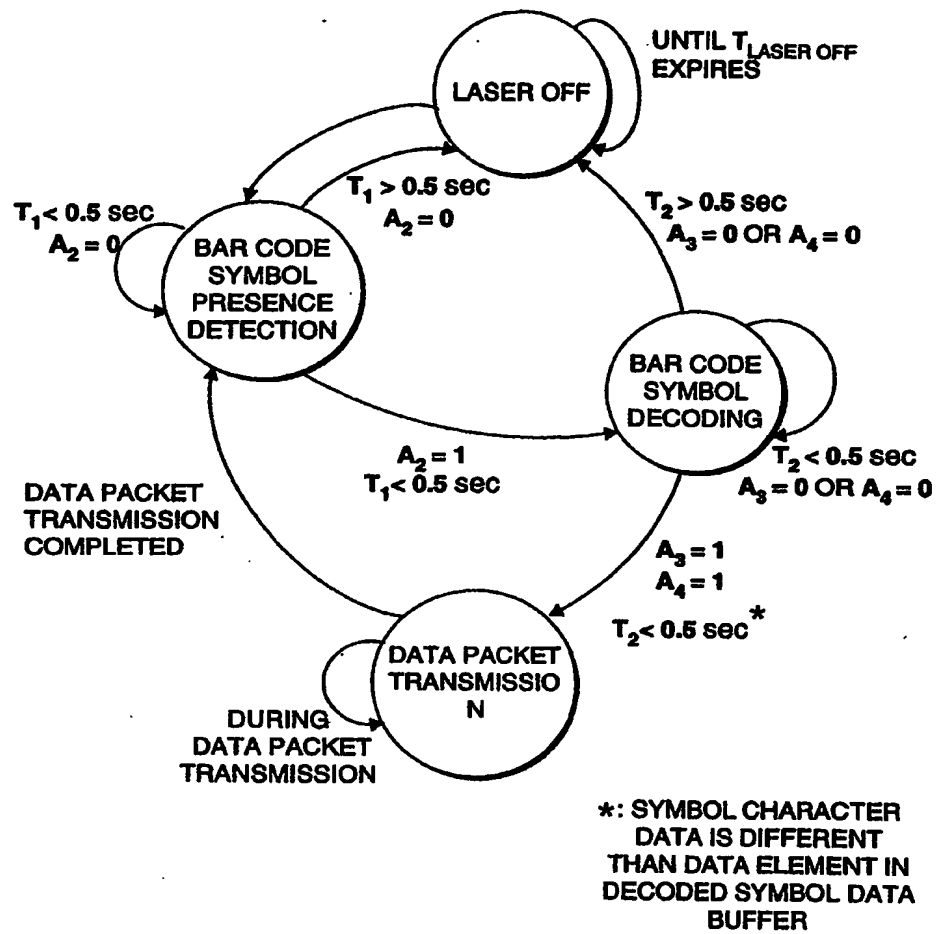 LASER OFF
UNTIL T LASER OFF
EXPIRES
T₁ > 0.5 sec
A₂ = 0
T₂ > 0.5 sec
A₃ = 0 OR A₄ = 0
T₁ < 0.5 sec
A₂ = 0
BAR CODE
SYMBOL
PRESENCE
DETECTION
BAR CODE
SYMBOL
DECODING
A₂ = 1
T₁ < 0.5 sec
T₂ < 0.5 sec
A₃ = 0 OR A₄ = 0
DATA PACKET
TRANSMISSION
COMPLETED
A₃ = 1
A₄ = 1
T₂ < 0.5 sec*
DATA PACKET
TRANSMISSIO
N
DURING
DATA PACKET
TRANSMISSION
*: SYMBOL CHARACTER
DATA IS DIFFERENT
THAN DATA ELEMENT IN
DECODED SYMBOL DATA
BUFFER